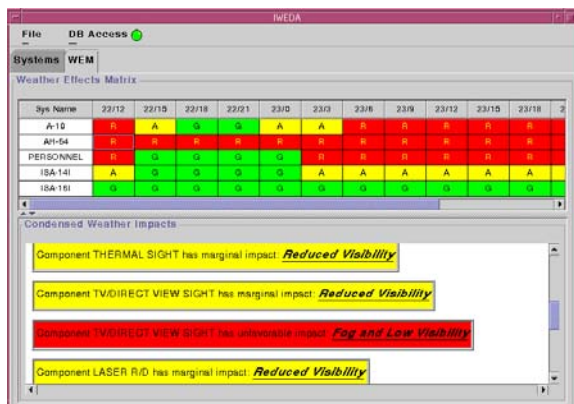 IWEDA
File DB Access
Systems WEM
Weather Effects Matrix
Sys Name 22/12 22/15 22/18 22/21 23/0 23/3 23/6 23/9 23/12 23/15 23/18 2
A-10 R A G G A A R R R R R
AH-64 R R R R R R R R R R R
PERSONNEL R G G G G R R R R R R
ISA-14I A G G G G A A A A A A
ISA-16I G G G G G G G G G G G
Condensed Weather Impacts
Component THERMAL SIGHT has marginal impact: Reduced Visibility
Component TV/DIRECT VIEW SIGHT has marginal impact: Reduced Visibility
Component TV/DIRECT VIEW SIGHT has unfavorable impact: Fog and Low Visibility
Component LASER R/D has marginal impact: Reduced Visibility